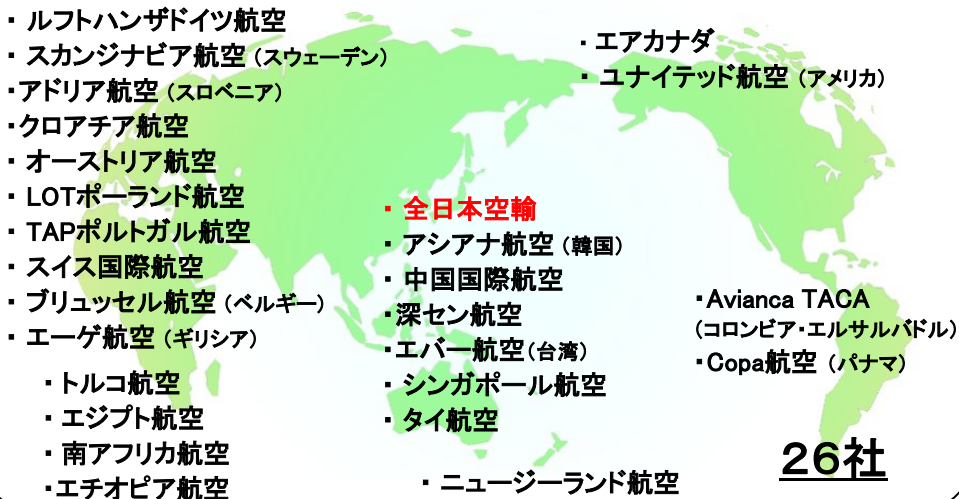 ・ ルフトハンザドイツ航空
・ スカンジナビア航空 (スウェーデン)
・アドリア航空 (スロベニア)
・クロアチア航空
・ オーストリア航空
・ LOTポーランド航空
・ TAPポルトガル航空
・ スイス国際航空
・ ブリュッセル航空 (ベルギー)
・ エーゲ航空 (ギリシア)
・ トルコ航空
・ エジプト航空
・ 南アフリカ航空
・エチオピア航空
・ 全日本空輸
・ アシアナ航空 (韓国)
・ 中国国際航空
・深セン航空
・エバー航空(台湾)
・ シンガポール航空
・ タイ航空
・ ニュージーランド航空
・ エアカナダ
・ ユナイテッド航空 (アメリカ)
・Avianca TACA
(コロンビア・エルサルバドル)
・Copa航空 (パナマ)
26社